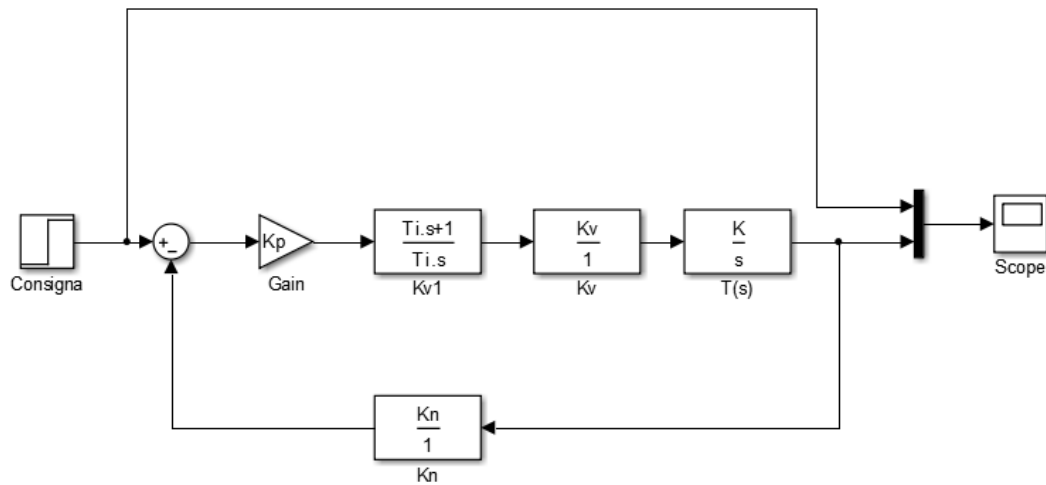 Consigna
+
−
Kp
Gain
Ti.s+1
Ti.s
Kv1
Kv
1
Kv
K
s
T(s)
Scope
Kn
1
Kn